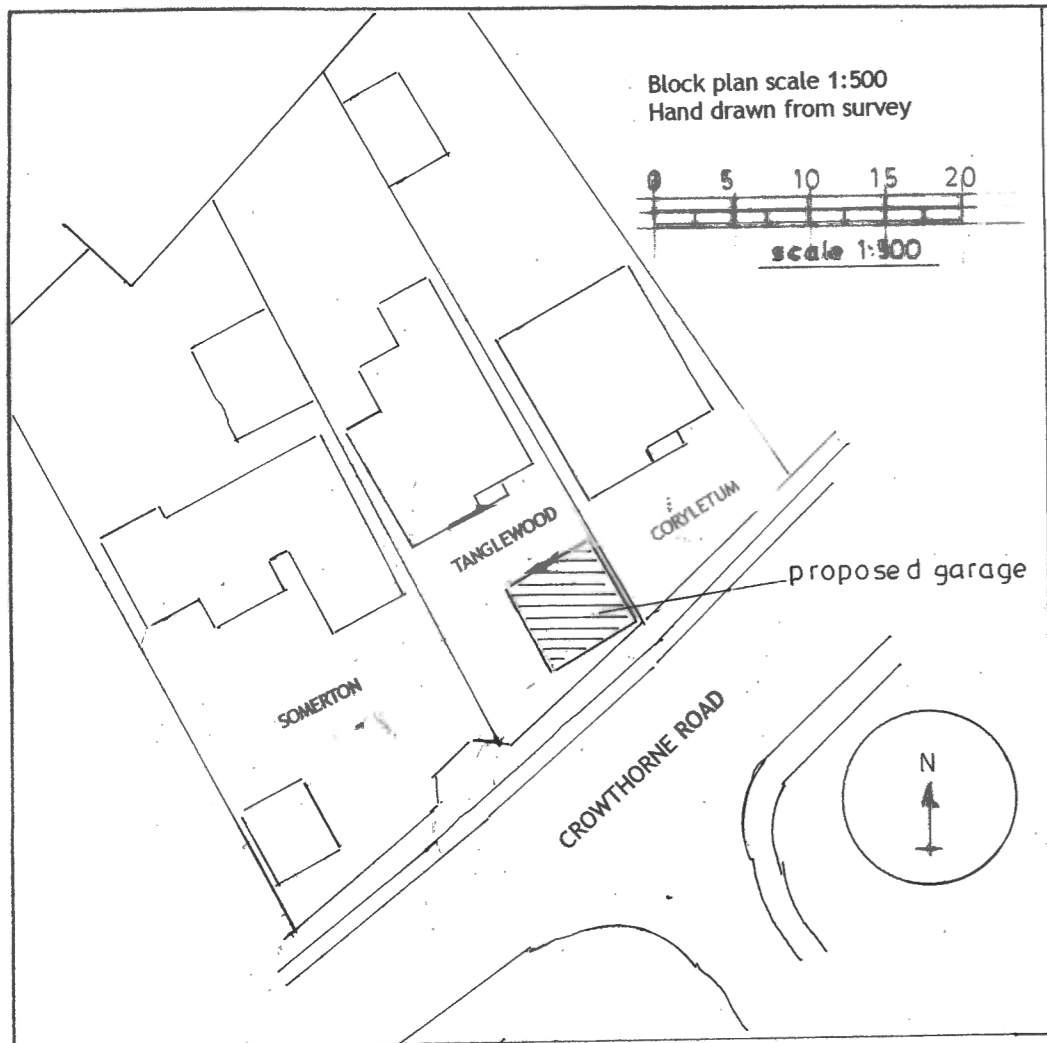 Block plan scale 1:500
Hand drawn from survey
0 5 10 15 20
scale 1:500
TANGLEWOOD
CORYLETUM
proposed garage
SOMERTON
CROWTHORNE ROAD
N